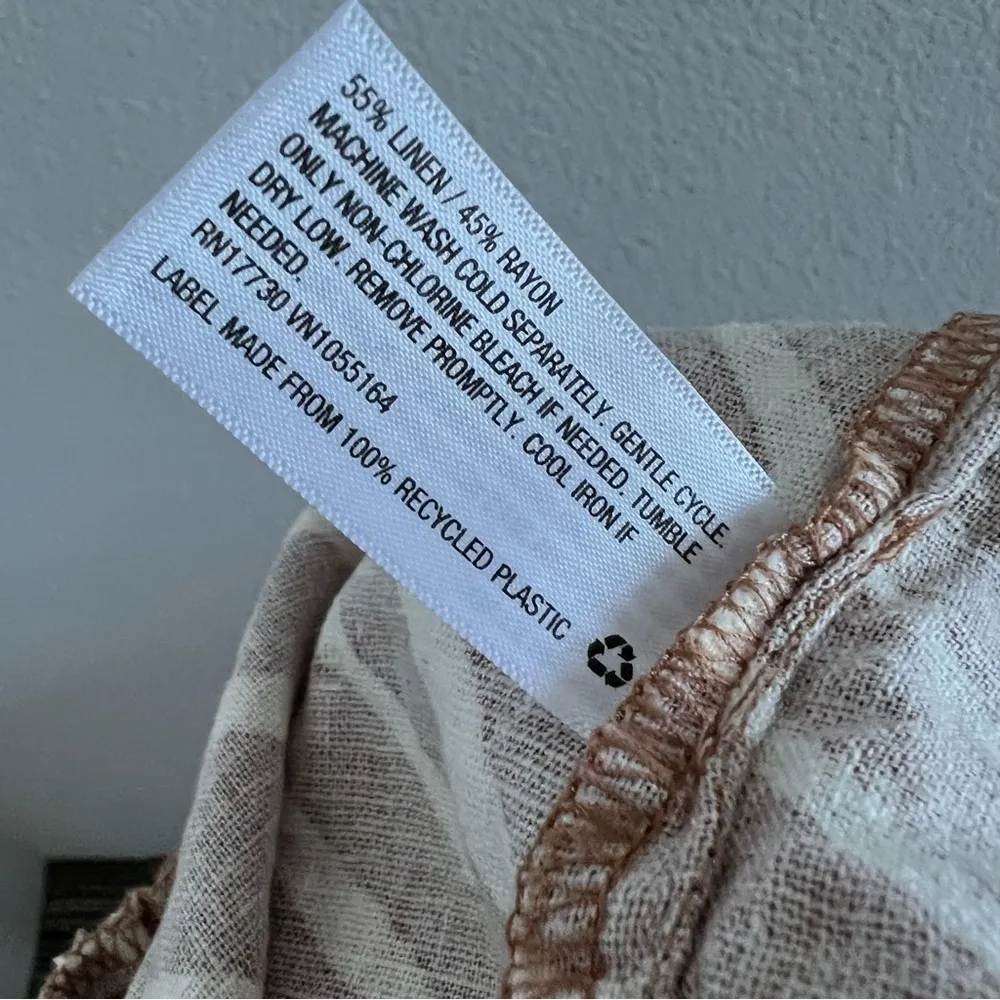 55% LINEN / 45% RAYON
MACHINE WASH COLD SEPARATELY. GENTLE CYCLE.
ONLY NON-CHLORINE BLEACH IF NEEDED. TUMBLE
DRY LOW REMOVE PROMPTLY. COOL IRON IF
NEEDED.
RN17730 VN1055164
LABEL MADE FROM 100% RECYCLED PLASTIC